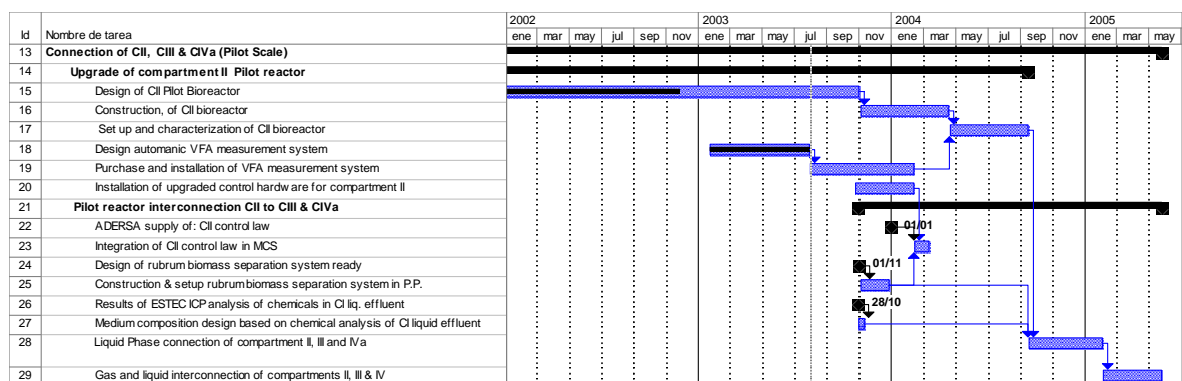 2002 2003 2004 2005
Id Nombre de tarea ene mar may jul sep nov ene mar may jul sep nov ene mar may jul sep nov ene mar may
13 Connection of CII, CIII & CIVa (Pilot Scale)
14 Upgrade of compartment II Pilot reactor
15 Design of CII Pilot Bioreactor
16 Construction, of CII bioreactor
17 Set up and characterization of CII bioreactor
18 Design automanic VFA measurement system
19 Purchase and installation of VFA measurement system
20 Installation of upgraded control hardware for compartment II
21 Pilot reactor interconnection CII to CIII & CIVa
22 ADERSA supply of: CII control law 01/01
23 Integration of CII control law in MCS
24 Design of rubrum biomass separation system ready 01/11
25 Construction & setup rubrum biomass separation system in P.P.
26 Results of ESTEC ICP analysis of chemicals in CI liq. effluent 28/10
27 Medium composition design based on chemical analysis of CI liquid effluent
28 Liquid Phase connection of compartment II, III and IVa
29 Gas and liquid interconnection of compartments II, III & IV